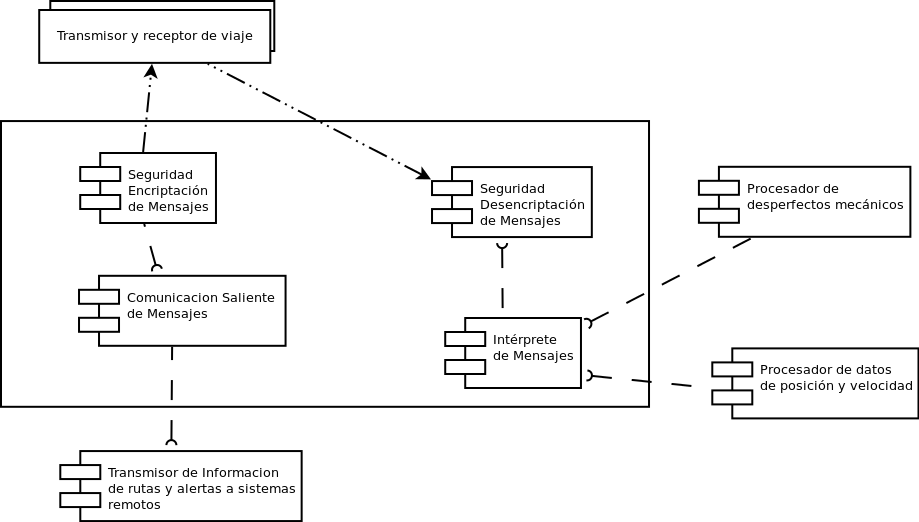 Transmisor y receptor de viaje
Seguridad
Encriptación
de Mensajes
Seguridad
Desencriptación
de Mensajes
Procesador de
desperfectos mecánicos
Comunicacion Saliente
de Mensajes
Intérprete
de Mensajes
Procesador de datos
de posición y velocidad
Transmisor de Informacion
de rutas y alertas a sistemas
remotos